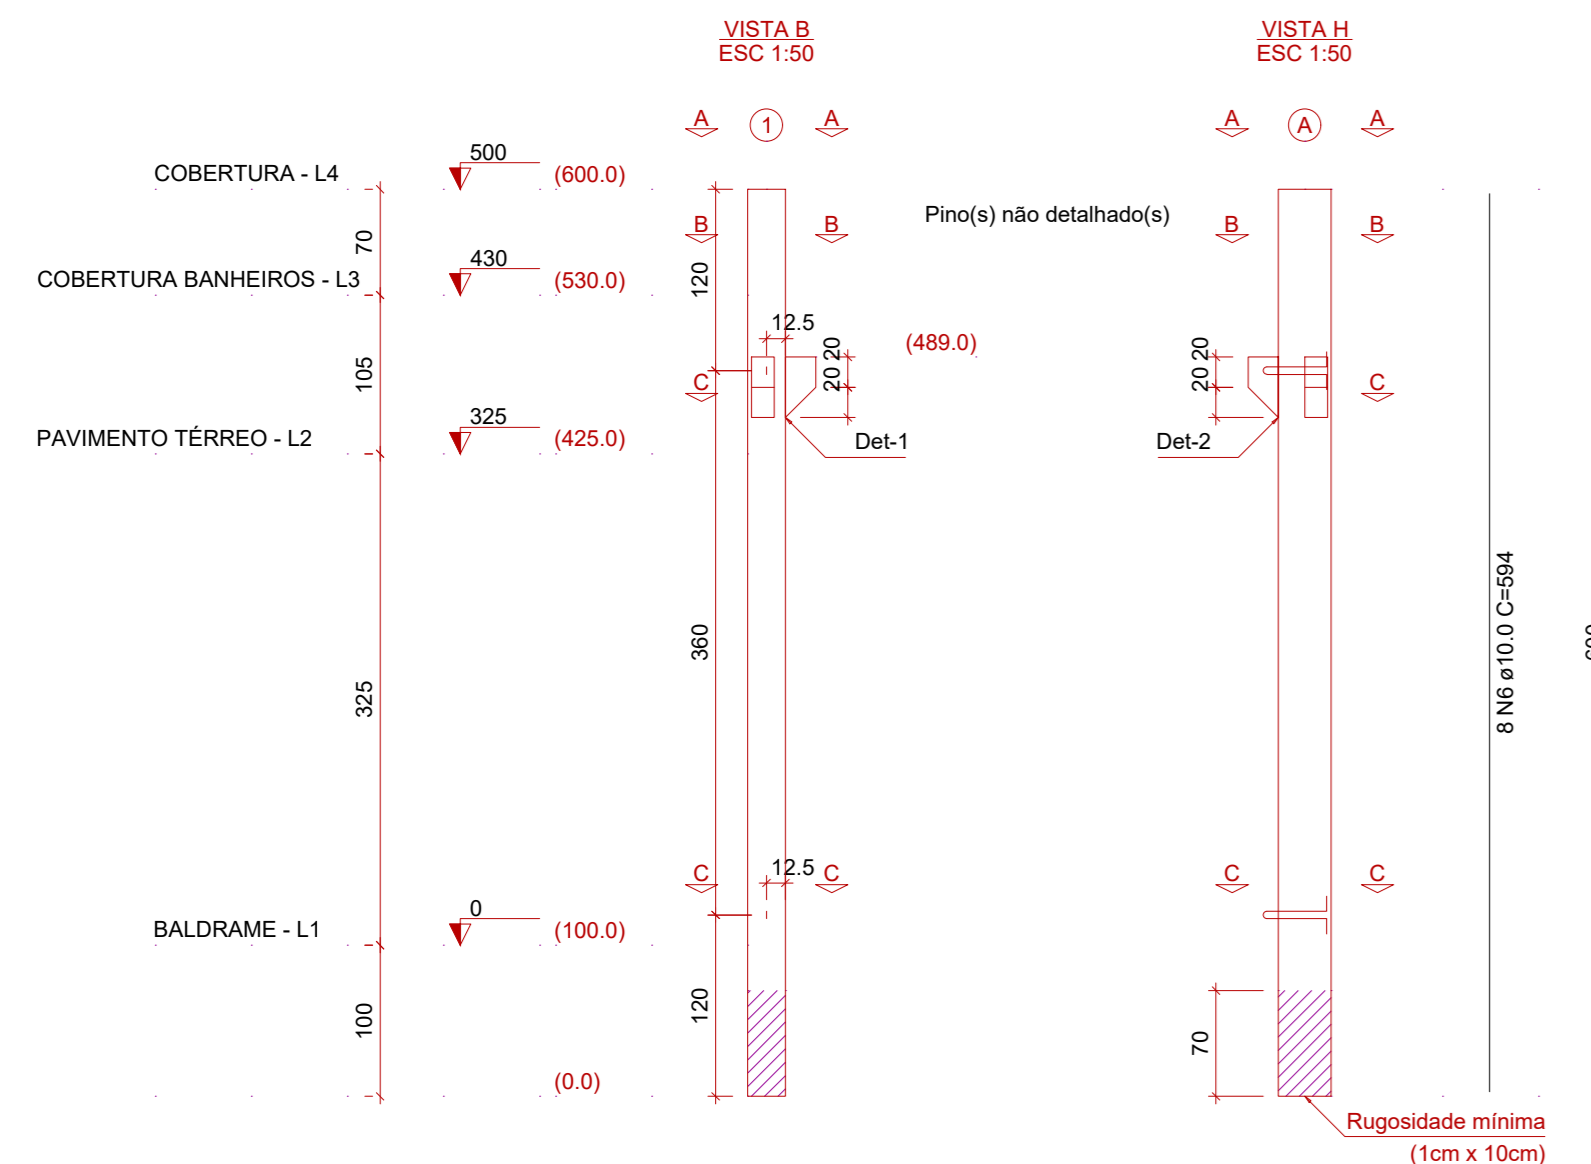 VISTA B
ESC 1:50
VISTA H
ESC 1:50
A
1
A
A
A
A
COBERTURA - L4
500
(600.0)
Pino(s) não detalhado(s)
B
B
B
B
70
COBERTURA BANHEIROS - L3
430
(530.0)
120
12.5
(489.0)
20
20
20
20
105
C
C
PAVIMENTO TÉRREO - L2
325
(425.0)
Det-1
Det-2
8 N6 ø10.0 C=594
600
360
325
12.5
C
C
C
C
BALDRAME - L1
0
(100.0)
120
100
70
(0.0)
Rugosidade mínima
(1cm x 10cm)